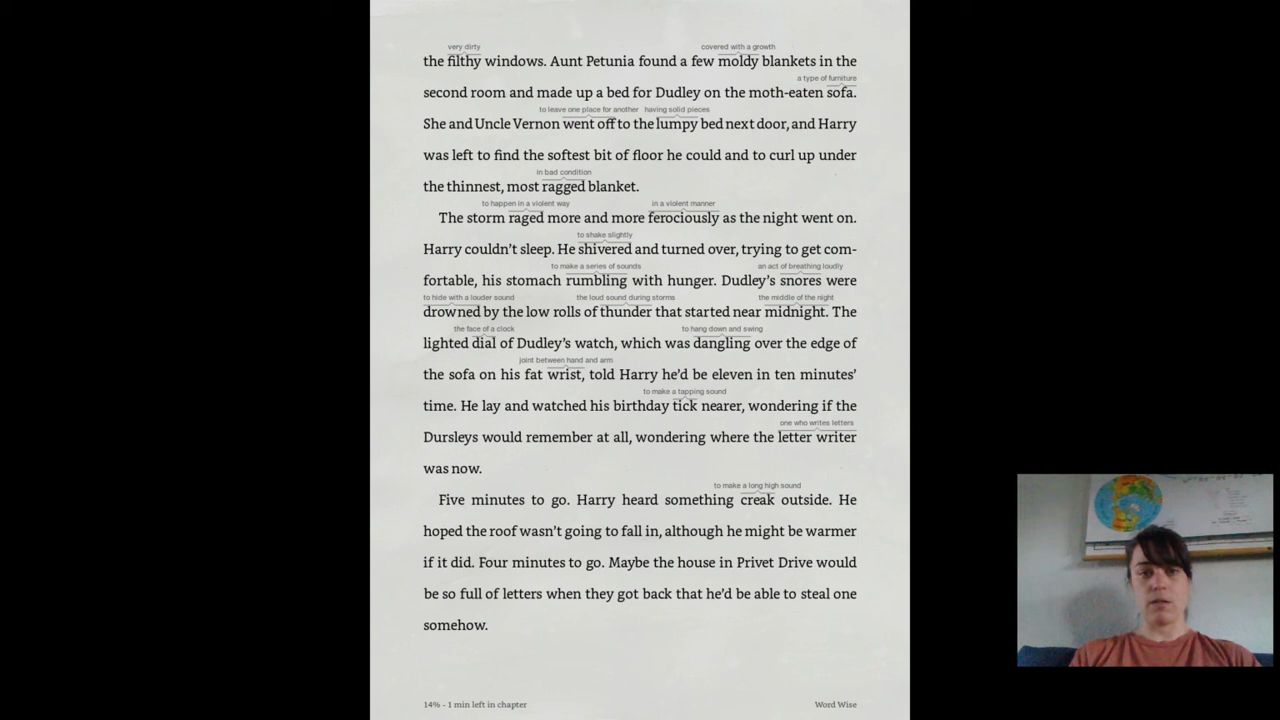 very dirty covered with a growth
the filthy windows. Aunt Petunia found a few moldy blankets in the
a type of furniture
second room and made up a bed for Dudley on the moth-eaten sofa.
to leave one place for another having solid pieces
She and Uncle Vernon went off to the lumpy bed next door, and Harry
was left to find the softest bit of floor he could and to curl up under
in bad condition
the thinnest, most ragged blanket.
to happen in a violent way in a violent manner
The storm raged more and more ferociously as the night went on.
to shake slightly
Harry couldn't sleep. He shivered and turned over, trying to get com-
to make a series of sounds an act of breathing loudly
fortable, his stomach rumbling with hunger. Dudley's snores were
to hide with a louder sound the loud sound during storms the middle of the night
drowned by the low rolls of thunder that started near midnight. The
the face of a clock to hang down and swing
lighted dial of Dudley's watch, which was dangling over the edge of
joint between hand and arm
the sofa on his fat wrist, told Harry he'd be eleven in ten minutes'
to make a tapping sound
time. He lay and watched his birthday tick nearer, wondering if the
one who writes letters
Dursleys would remember at all, wondering where the letter writer
was now.
to make a long high sound
Five minutes to go. Harry heard something creak outside. He
hoped the roof wasn't going to fall in, although he might be warmer
if it did. Four minutes to go. Maybe the house in Privet Drive would
be so full of letters when they got back that he'd be able to steal one
somehow.
14% - 1 min left in chapter Word Wise